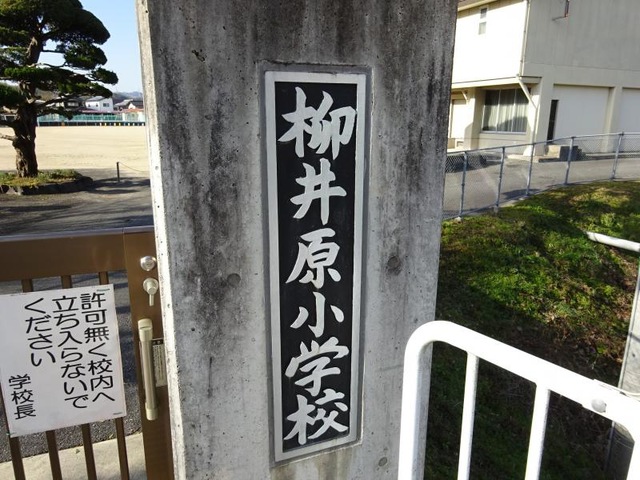 柳井原小学校
許可無く校内へ
立ち入らないで
ください
学校長